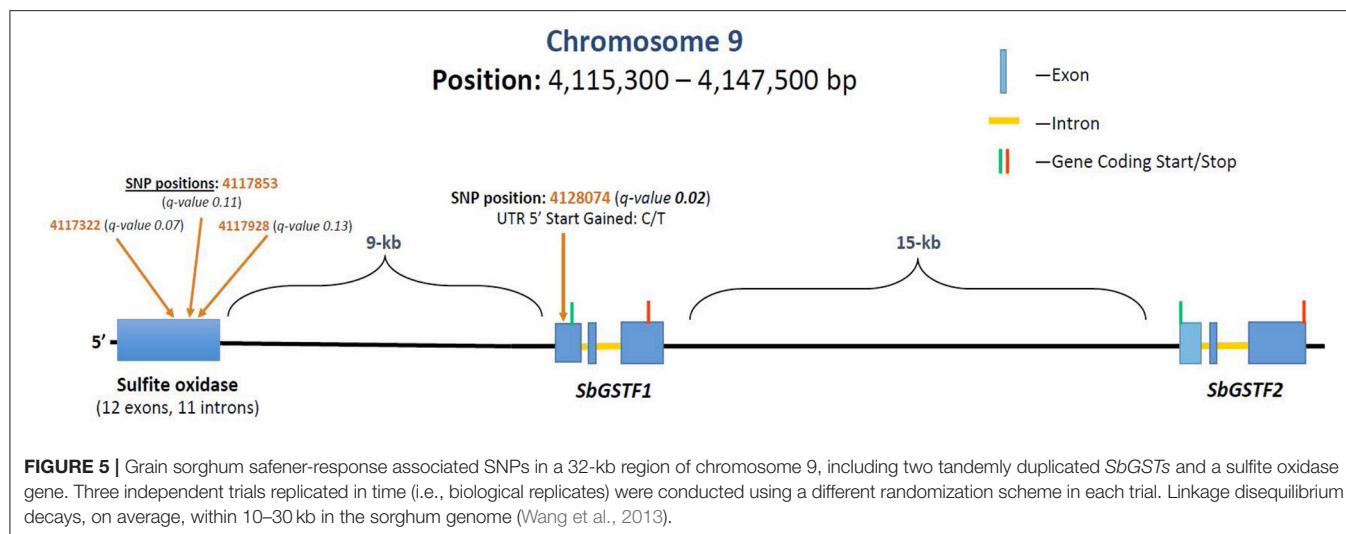 Chromosome 9
Position: 4,115,300 – 4,147,500 bp
—Exon
—Intron
—Gene Coding Start/Stop
SNP positions: 4117853
(q-value 0.11)
4117322 (q-value 0.07)
4117928 (q-value 0.13)
SNP position: 4128074 (q-value 0.02)
UTR 5' Start Gained: C/T
9-kb
15-kb
5'
Sulfite oxidase
(12 exons, 11 introns)
SbGSTF1
SbGSTF2
FIGURE 5 | Grain sorghum safener-response associated SNPs in a 32-kb region of chromosome 9, including two tandemly duplicated SbGSTs and a sulfite oxidase
gene. Three independent trials replicated in time (i.e., biological replicates) were conducted using a different randomization scheme in each trial. Linkage disequilibrium
decays, on average, within 10–30 kb in the sorghum genome (Wang et al., 2013).